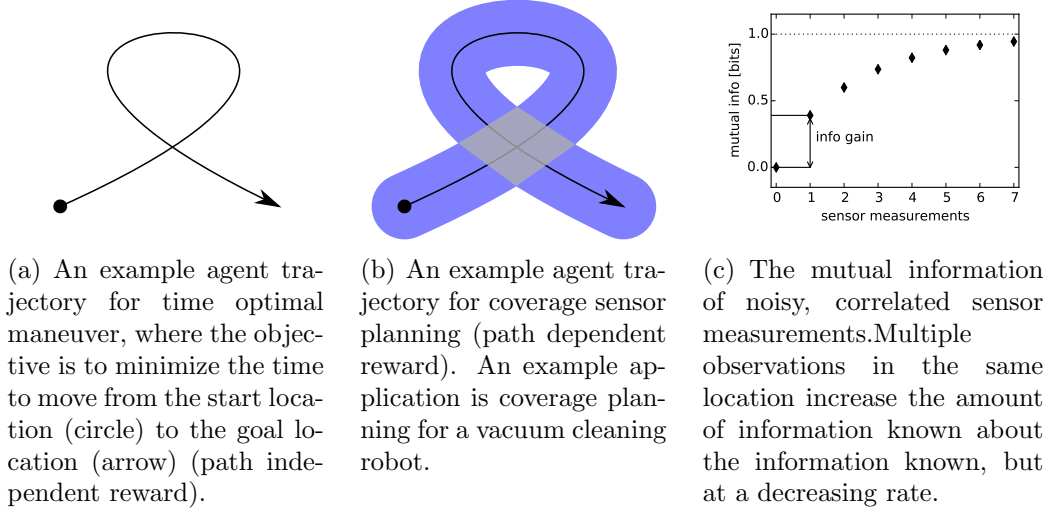 1.0
0.5
0.0
mutual info [bits]
info gain
0 1 2 3 4 5 6 7
sensor measurements
(a) An example agent tra-
jectory for time optimal
maneuver, where the objec-
tive is to minimize the time
to move from the start loca-
tion (circle) to the goal lo-
cation (arrow) (path inde-
pendent reward).
(b) An example agent tra-
jectory for coverage sensor
planning (path dependent
reward). An example ap-
plication is coverage plan-
ning for a vacuum cleaning
robot.
(c) The mutual information
of noisy, correlated sensor
measurements.Multiple
observations in the same
location increase the amount
of information known about
the information known, but
at a decreasing rate.